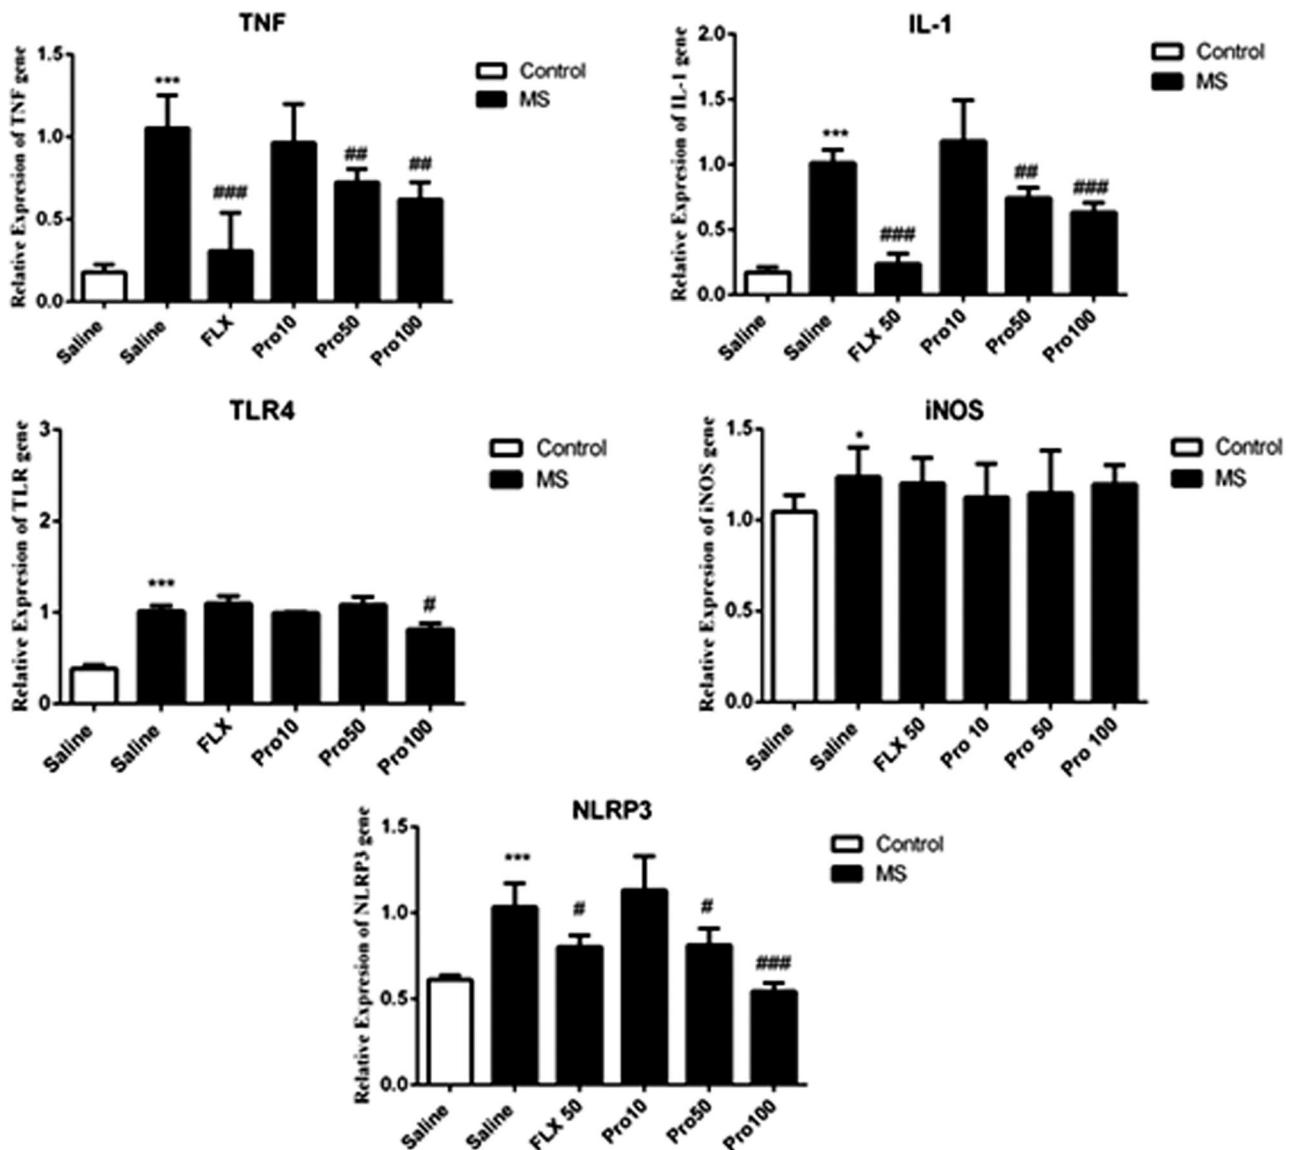 TNF
Relative Expresion of TNF gene
1.5
1.0
0.5
0.0
***
###
##
##
Control
MS
Saline
Saline
FLX
Pro10
Pro50
Pro100
IL-1
Relative Expresion of IL-1 gene
2.0
1.5
1.0
0.5
0.0
***
###
##
###
Control
MS
Saline
Saline
FLX 50
Pro10
Pro50
Pro100
TLR4
Relative Expresion of TLR gene
3
2
1
0
***
#
Control
MS
Saline
Saline
FLX
Pro10
Pro50
Pro100
iNOS
Relative Expresion of iNOS gene
1.5
1.0
0.5
0.0
*
Control
MS
Saline
Saline
FLX 50
Pro 10
Pro 50
Pro 100
NLRP3
Relative Expresion of NLRP3 gene
1.5
1.0
0.5
0.0
***
#
#
###
Control
MS
Saline
Saline
FLX 50
Pro10
Pro50
Pro100